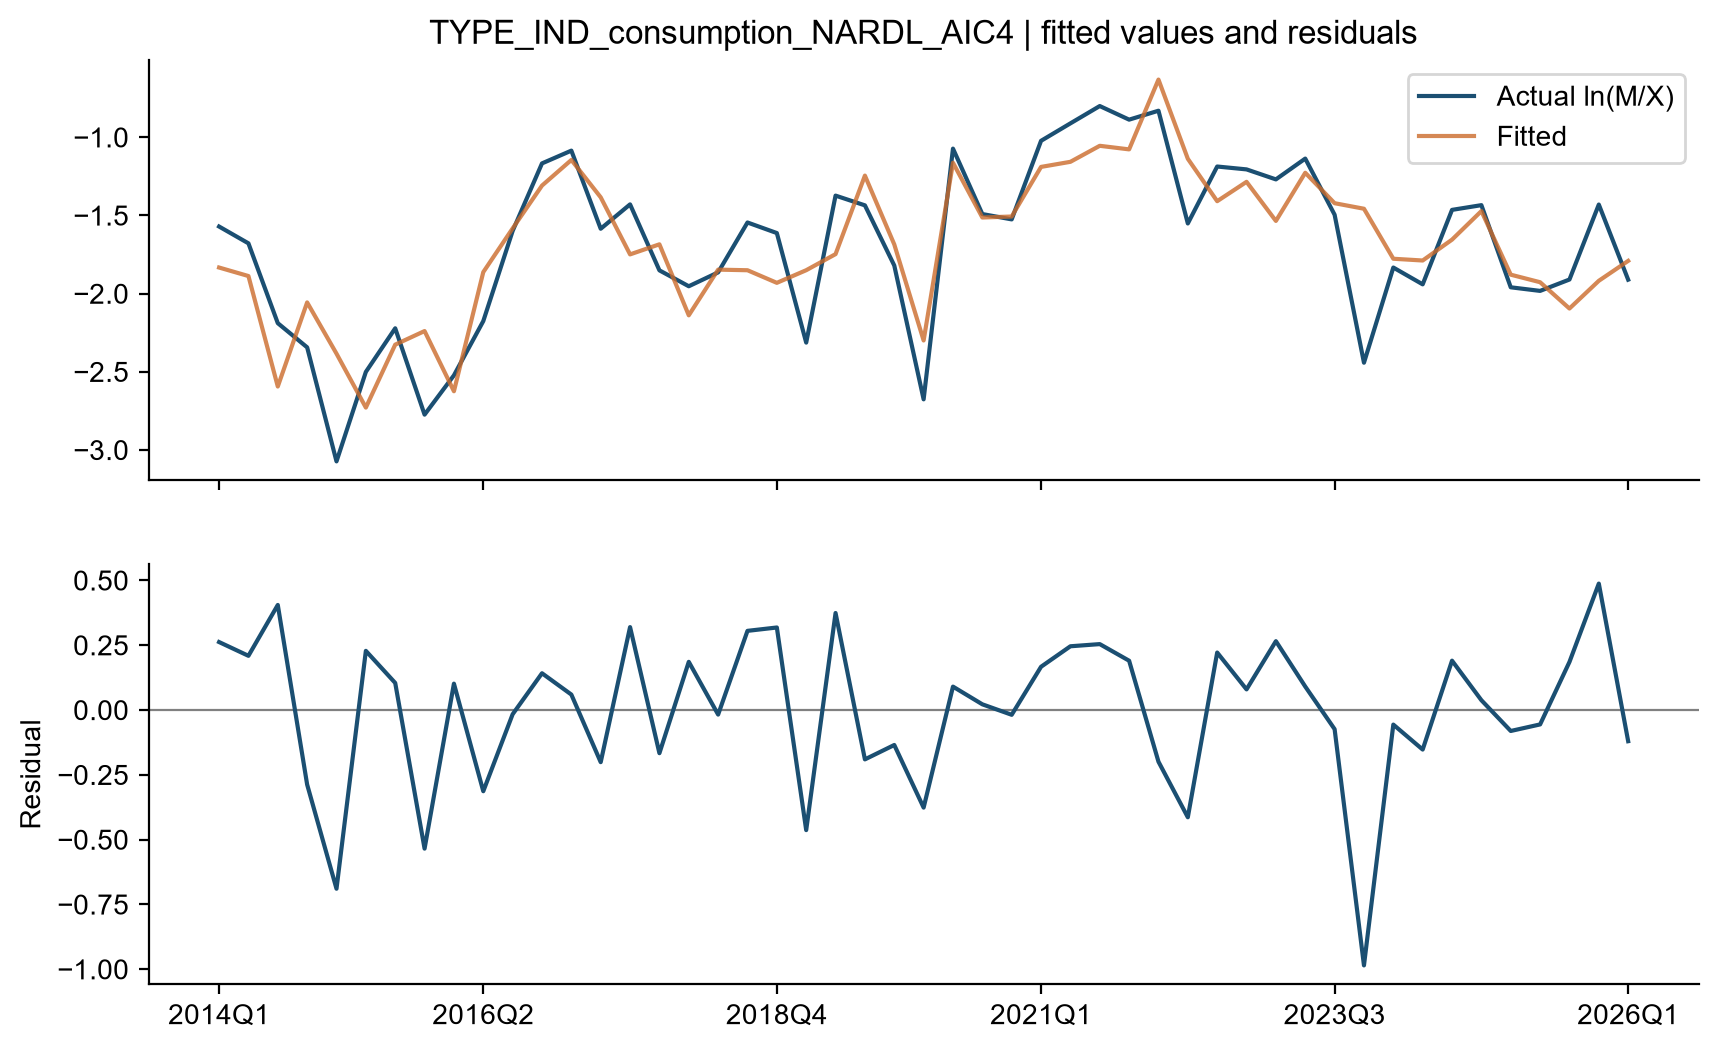 TYPE_IND_consumption_NARDL_AIC4 | fitted values and residuals
Actual ln(M/X)
Fitted
−1.0
−1.5
−2.0
−2.5
−3.0
0.50
0.25
0.00
−0.25
−0.50
−0.75
−1.00
Residual
2014Q1
2016Q2
2018Q4
2021Q1
2023Q3
2026Q1